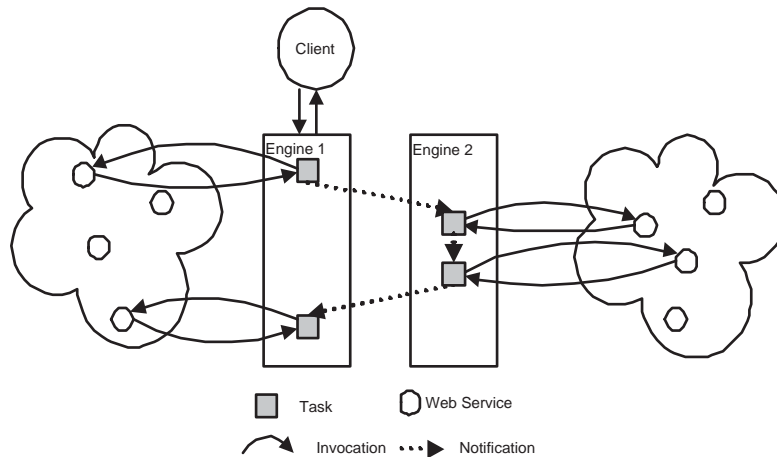 Client
Engine 1
Engine 2
Task
Web Service
Invocation
Notification